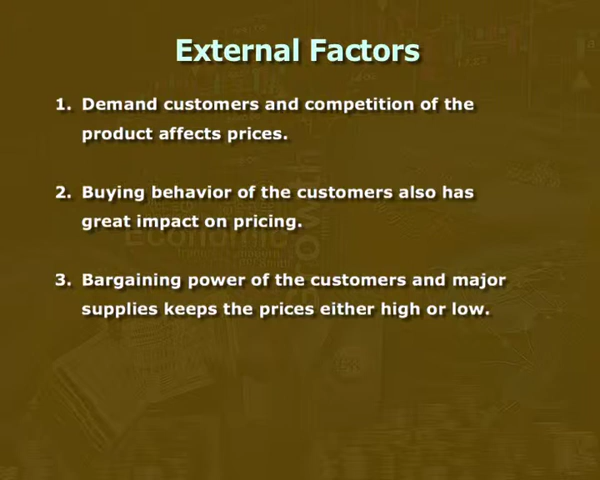 External Factors
1. Demand customers and competition of the
product affects prices.
2. Buying behavior of the customers also has
great impact on pricing.
3. Bargaining power of the customers and major
supplies keeps the prices either high or low.
Economic